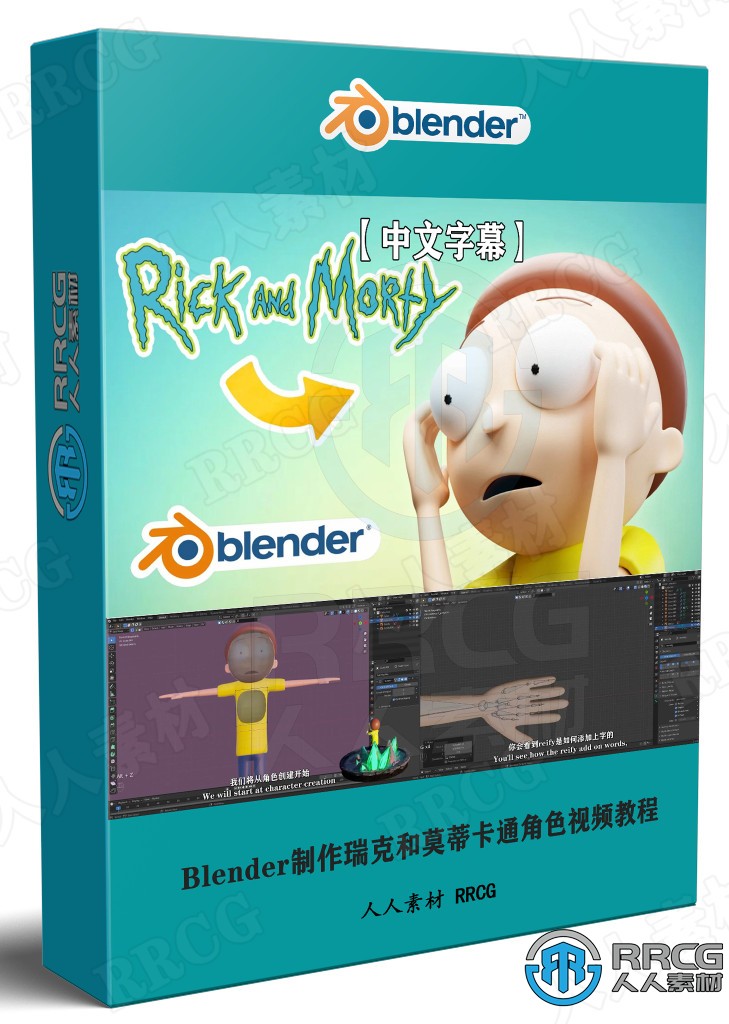 blender™
【中文字幕】
Rick And Morty
RRCG
人人素材
blender®
我们将从角色创建开始
We will start at character creation
你会看到reify是如何添加上字的
You'll see how the reify add on words.
Blender制作瑞克和莫蒂卡通角色视频教程
人人素材 RRCG
RRCG
人人素材